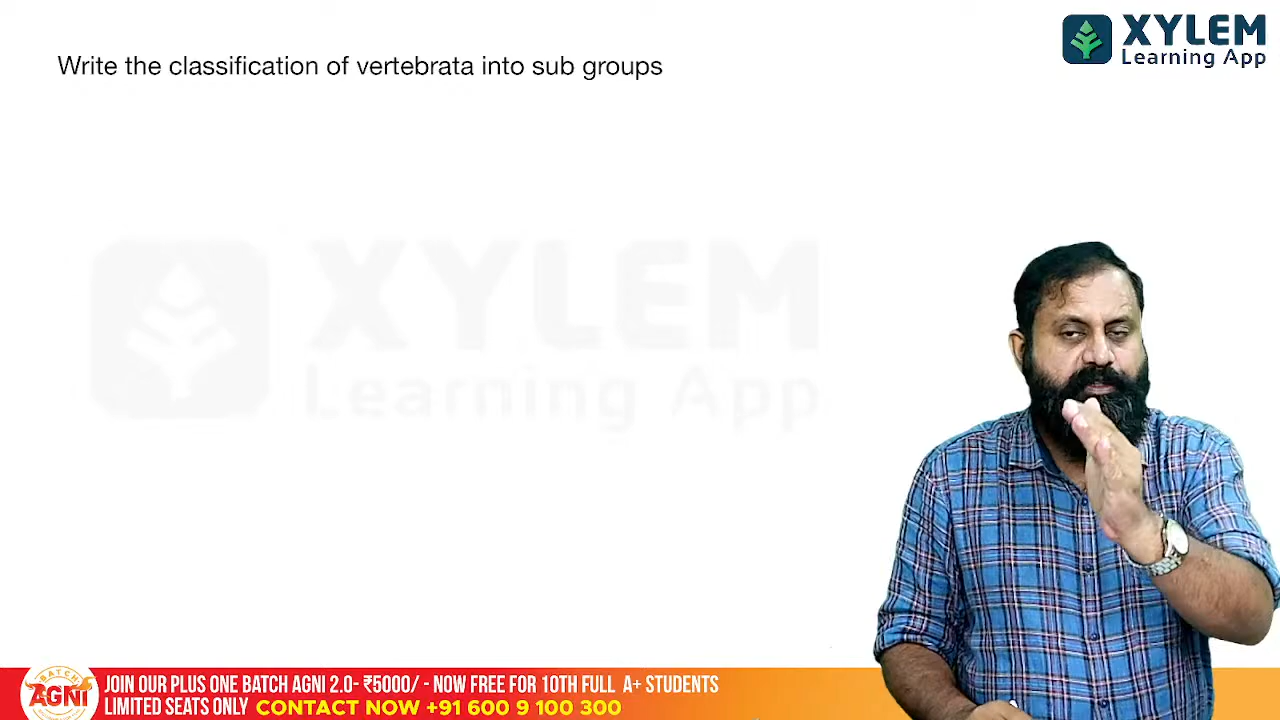 Write the classification of vertebrata into sub groups
XYLEM
Learning App
XYLEM
Learning App
BATCH
AGNI
JOIN OUR PLUS ONE BATCH AGNI 2.0- ₹5000/ - NOW FREE FOR 10TH FULL A+ STUDENTS
LIMITED SEATS ONLY CONTACT NOW +91 600 9 100 300